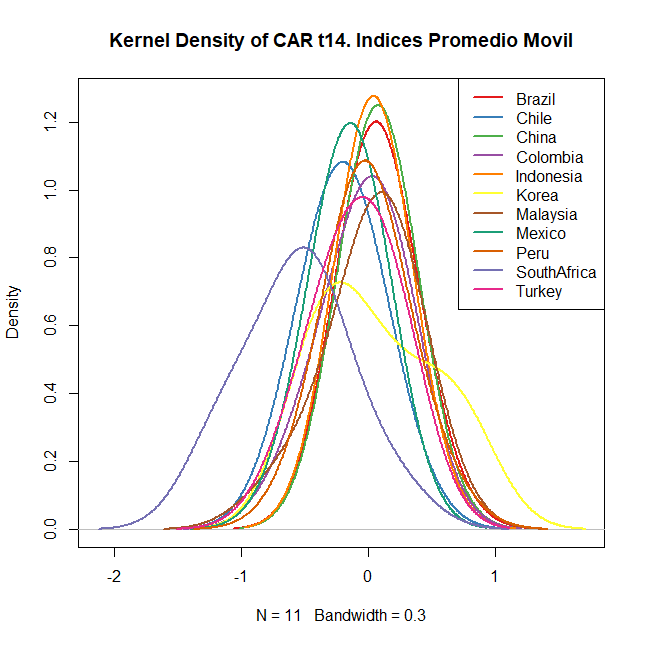 Kernel Density of CAR t14. Indices Promedio Movil
Brazil
Chile
China
Colombia
Indonesia
Korea
Malaysia
Mexico
Peru
SouthAfrica
Turkey
Density
1.2
1.0
0.8
0.6
0.4
0.2
0.0
-2 -1 0 1
N = 11 Bandwidth = 0.3